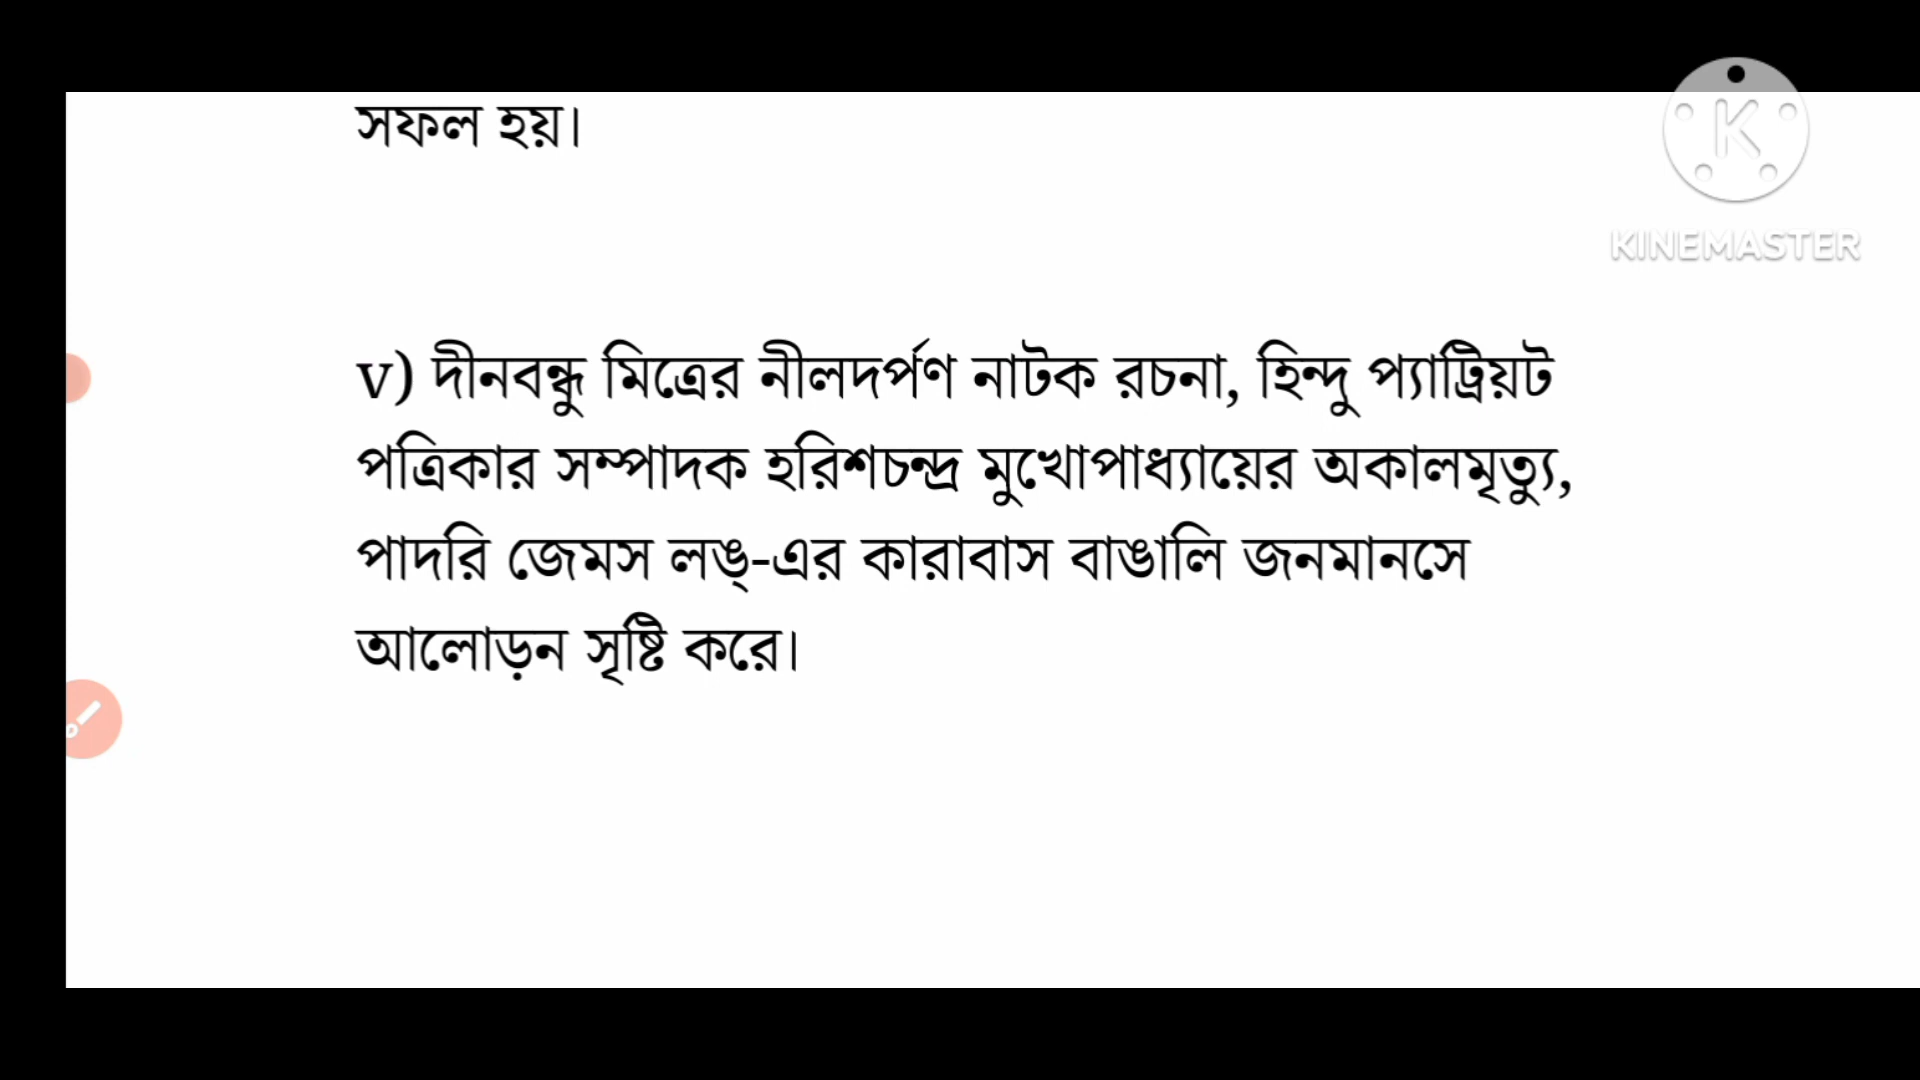 সফল হয়।
K
KINEMASTER
v) দীনবন্ধু মিত্রের নীলদর্পণ নাটক রচনা, হিন্দু প্যাট্রিয়ট
পত্রিকার সম্পাদক হরিশচন্দ্র মুখোপাধ্যায়ের অকালমৃত্যু,
পাদরি জেমস লঙ্-এর কারাবাস বাঙালি জনমানসে
আলোড়ন সৃষ্টি করে।